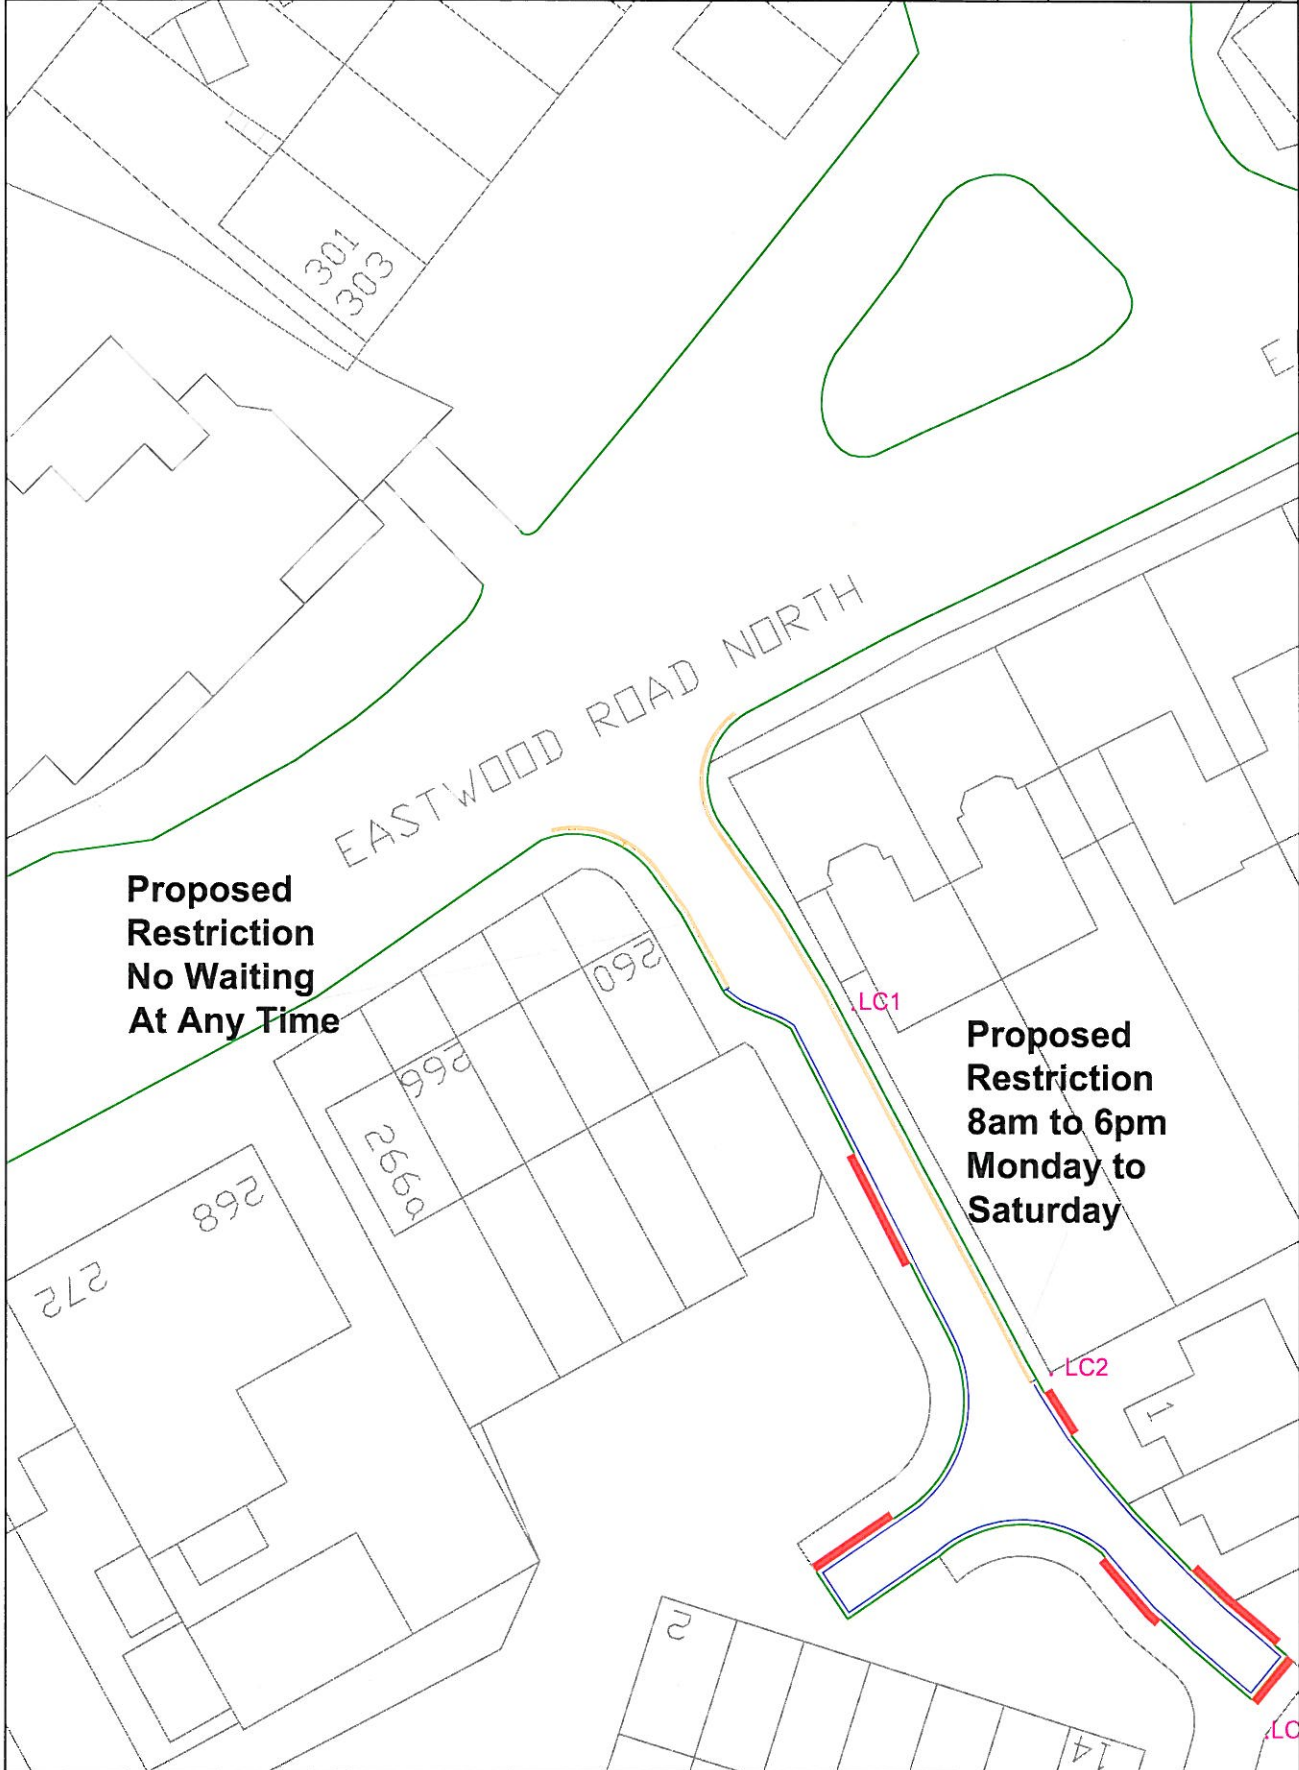 301
303
E
EASTWOOD ROAD NORTH
Proposed
Restriction
No Waiting
At Any Time
260
.LC1
266
Proposed
Restriction
8am to 6pm
Monday to
Saturday
266a
268
272
LC2
1
2
14
.LC